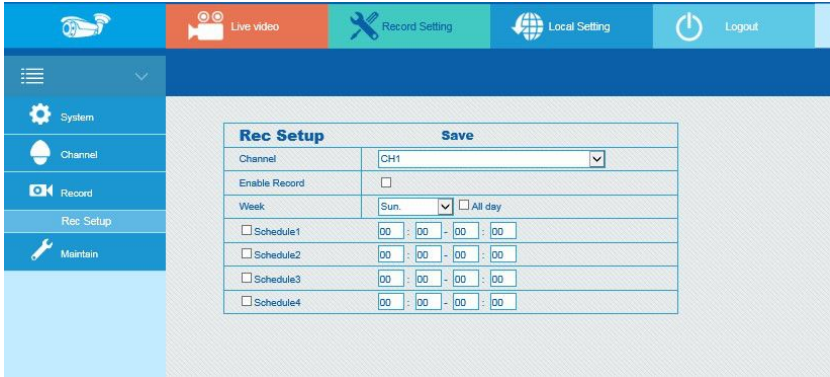 Live video Record Setting Local Setting Logout
System
Channel
Record
Rec Setup
Maintain
Rec Setup Save
Channel CH1
Enable Record
Week Sun. All day
Schedule1 00 : 00 - 00 : 00
Schedule2 00 : 00 - 00 : 00
Schedule3 00 : 00 - 00 : 00
Schedule4 00 : 00 - 00 : 00